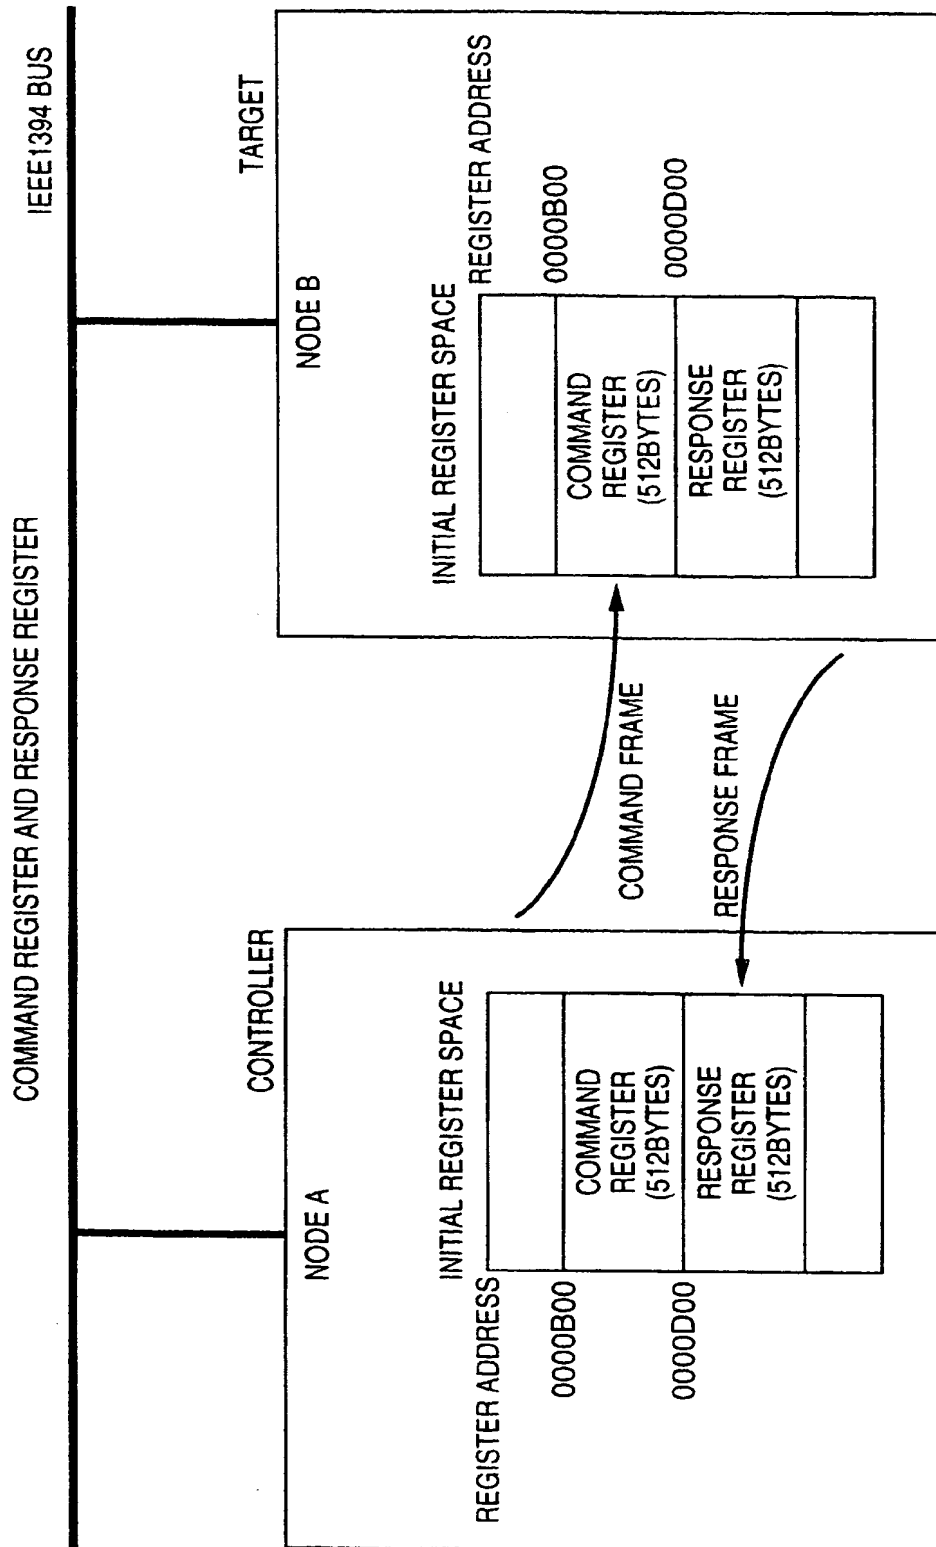 COMMAND REGISTER AND RESPONSE REGISTER
IEEE1394 BUS
CONTROLLER
NODE A
INITIAL REGISTER SPACE
REGISTER ADDRESS
0000B00
COMMAND
REGISTER
(512BYTES)
0000D00
RESPONSE
REGISTER
(512BYTES)
COMMAND FRAME
RESPONSE FRAME
TARGET
NODE B
INITIAL REGISTER SPACE
REGISTER ADDRESS
0000B00
COMMAND
REGISTER
(512BYTES)
0000D00
RESPONSE
REGISTER
(512BYTES)